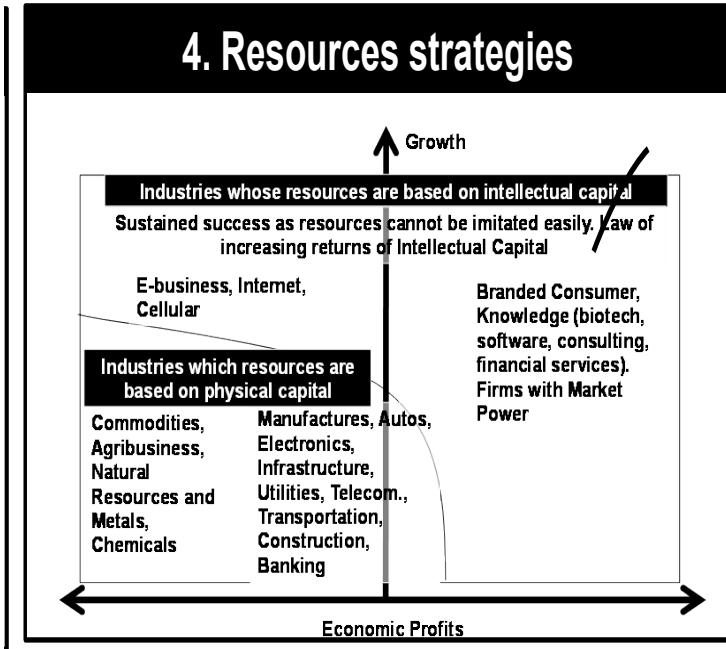 4. Resources strategies
Growth
Industries whose resources are based on intellectual capital
Sustained success as resources cannot be imitated easily. Law of
increasing returns of Intellectual Capital
E-business, Internet,
Cellular
Branded Consumer,
Knowledge (biotech,
software, consulting,
financial services).
Firms with Market
Power
Industries which resources are
based on physical capital
Commodities,
Agribusiness,
Natural
Resources and
Metals,
Chemicals
Manufactures, Autos,
Electronics,
Infrastructure,
Utilities, Telecom.,
Transportation,
Construction,
Banking
Economic Profits